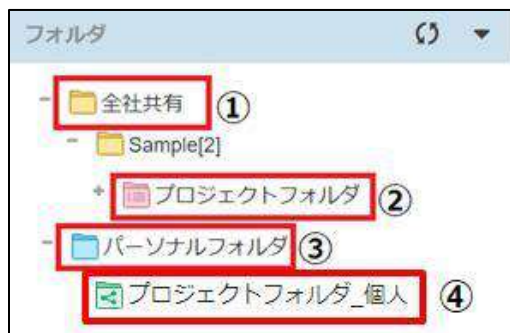 フォルダ
全社共有 ①
Sample[2]
プロジェクトフォルダ ②
パーソナルフォルダ ③
プロジェクトフォルダ_個人 ④